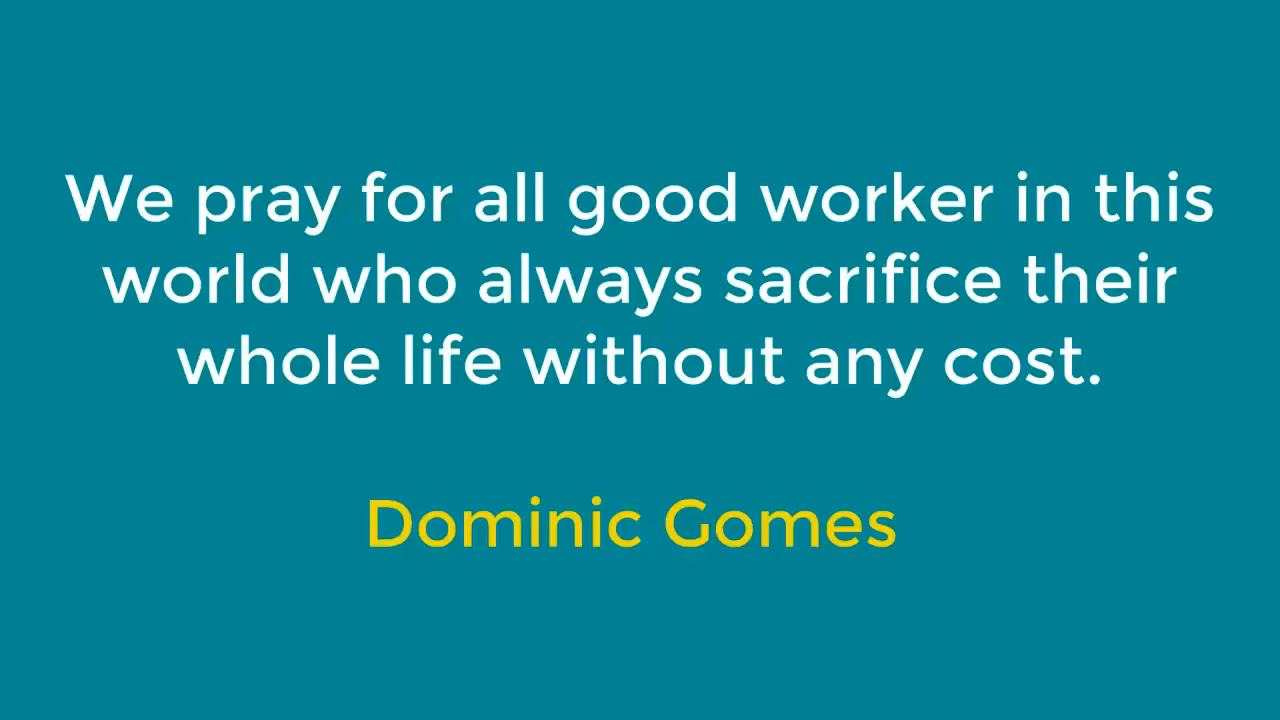 We pray for all good worker in this
world who always sacrifice their
whole life without any cost.
Dominic Gomes